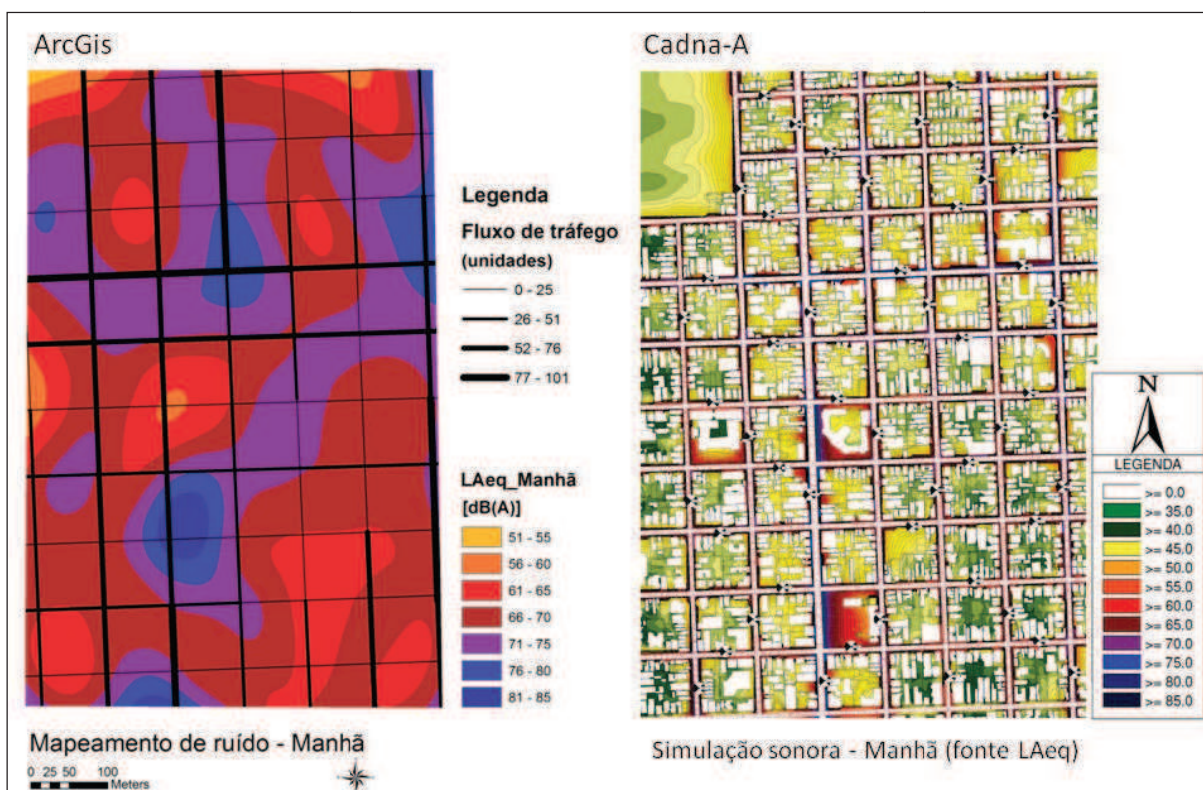 ArcGis
Legenda
Fluxo de tráfego
(unidades)
0 - 25
26 - 51
52 - 76
77 - 101
LAeq_Manhã
[dB(A)]
51 - 55
56 - 60
61 - 65
66 - 70
71 - 75
76 - 80
81 - 85
Mapeamento de ruído - Manhã
0 25 50 100
Meters
Cadna-A
N
LEGENDA
>= 0.0
>= 35.0
>= 40.0
>= 45.0
>= 50.0
>= 55.0
>= 60.0
>= 65.0
>= 70.0
>= 75.0
>= 80.0
>= 85.0
Simulação sonora - Manhã (fonte LAeq)